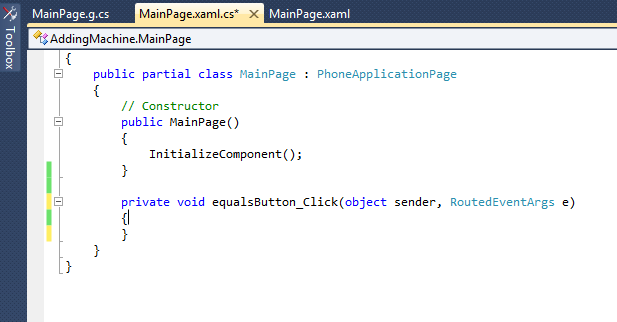 MainPage.g.cs MainPage.xaml.cs* MainPage.xaml
Toolbox
AddingMachine.MainPage
{
public partial class MainPage : PhoneApplicationPage
{
// Constructor
public MainPage()
{
InitializeComponent();
}
private void equalsButton_Click(object sender, RoutedEventArgs e)
{
}
}
}